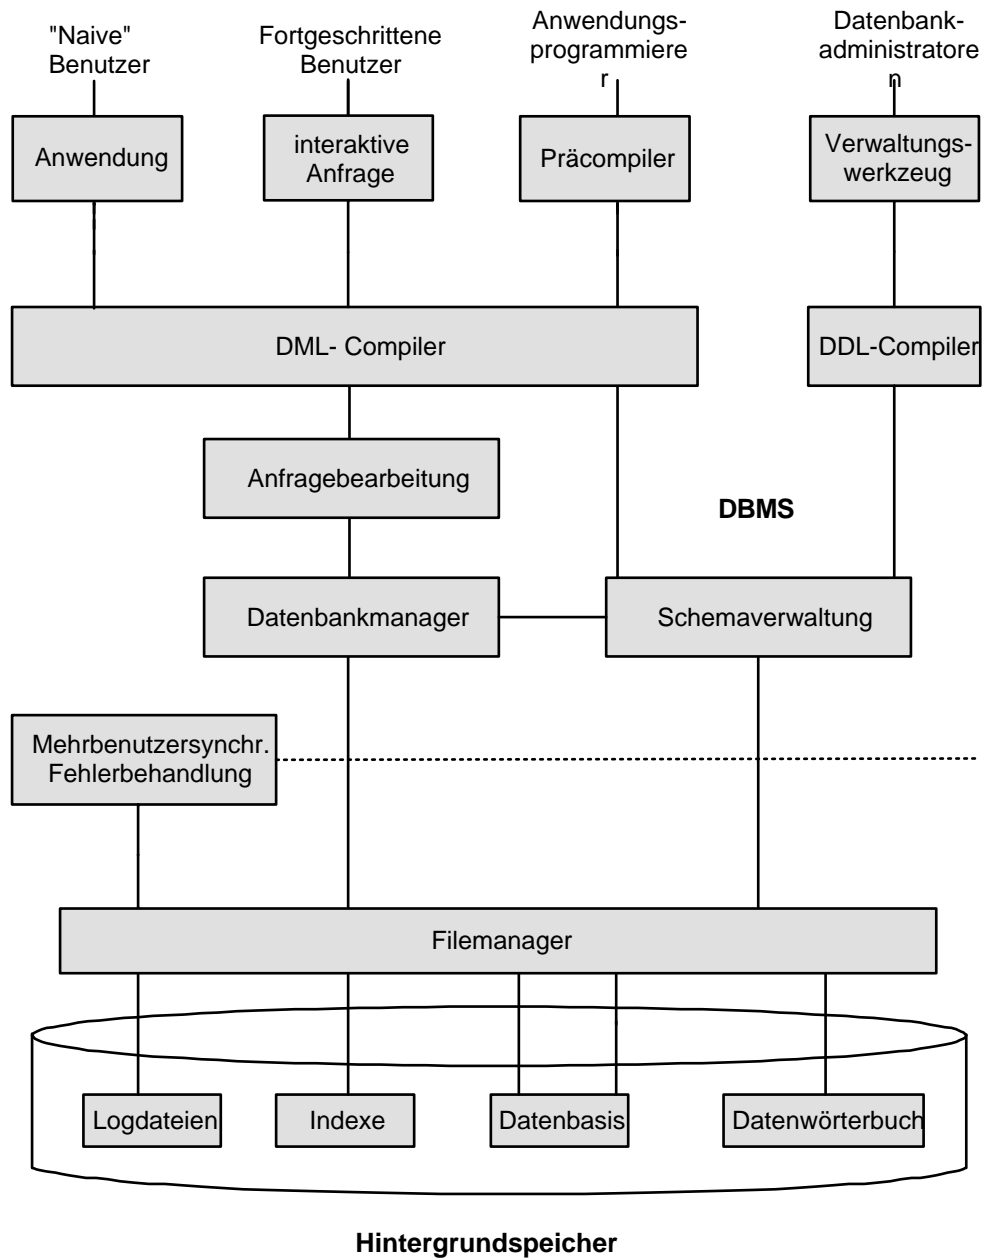 "Naive"
Benutzer
Fortgeschrittene
Benutzer
Anwendungs-
programmiere
r
Datenbank-
administratore
n
Anwendung
interaktive
Anfrage
Präcompiler
Verwaltungs-
werkzeug
DML- Compiler
DDL-Compiler
Anfragebearbeitung
DBMS
Datenbankmanager
Schemaverwaltung
Mehrbenutzersynchr.
Fehlerbehandlung
Filemanager
Logdateien
Indexe
Datenbasis
Datenwörterbuch
Hintergrundspeicher